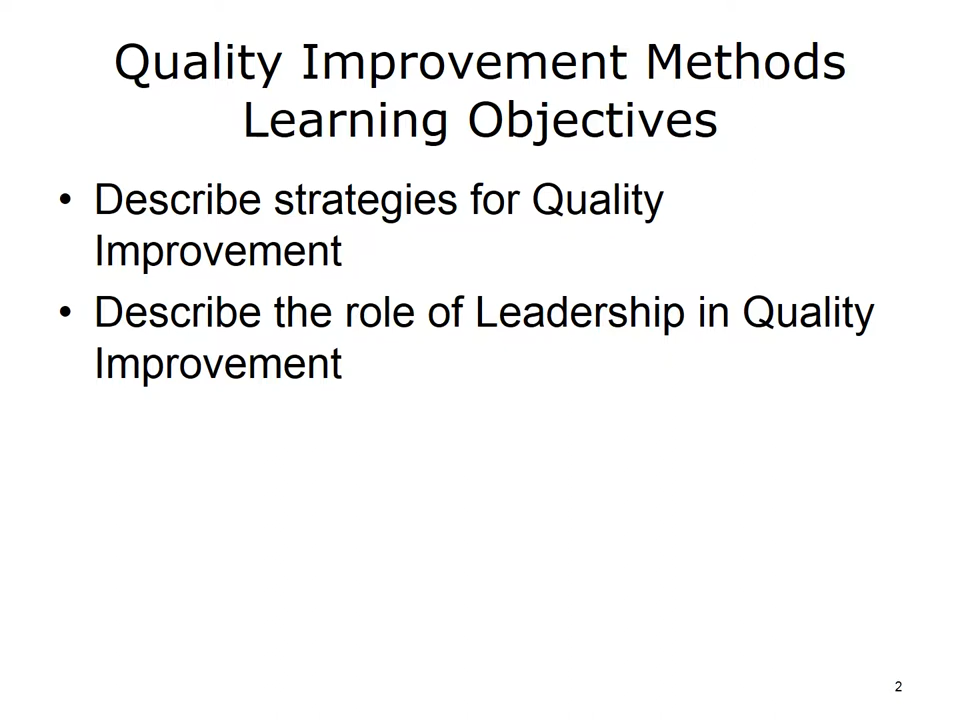 Quality Improvement Methods
Learning Objectives
• Describe strategies for Quality
Improvement
• Describe the role of Leadership in Quality
Improvement
2